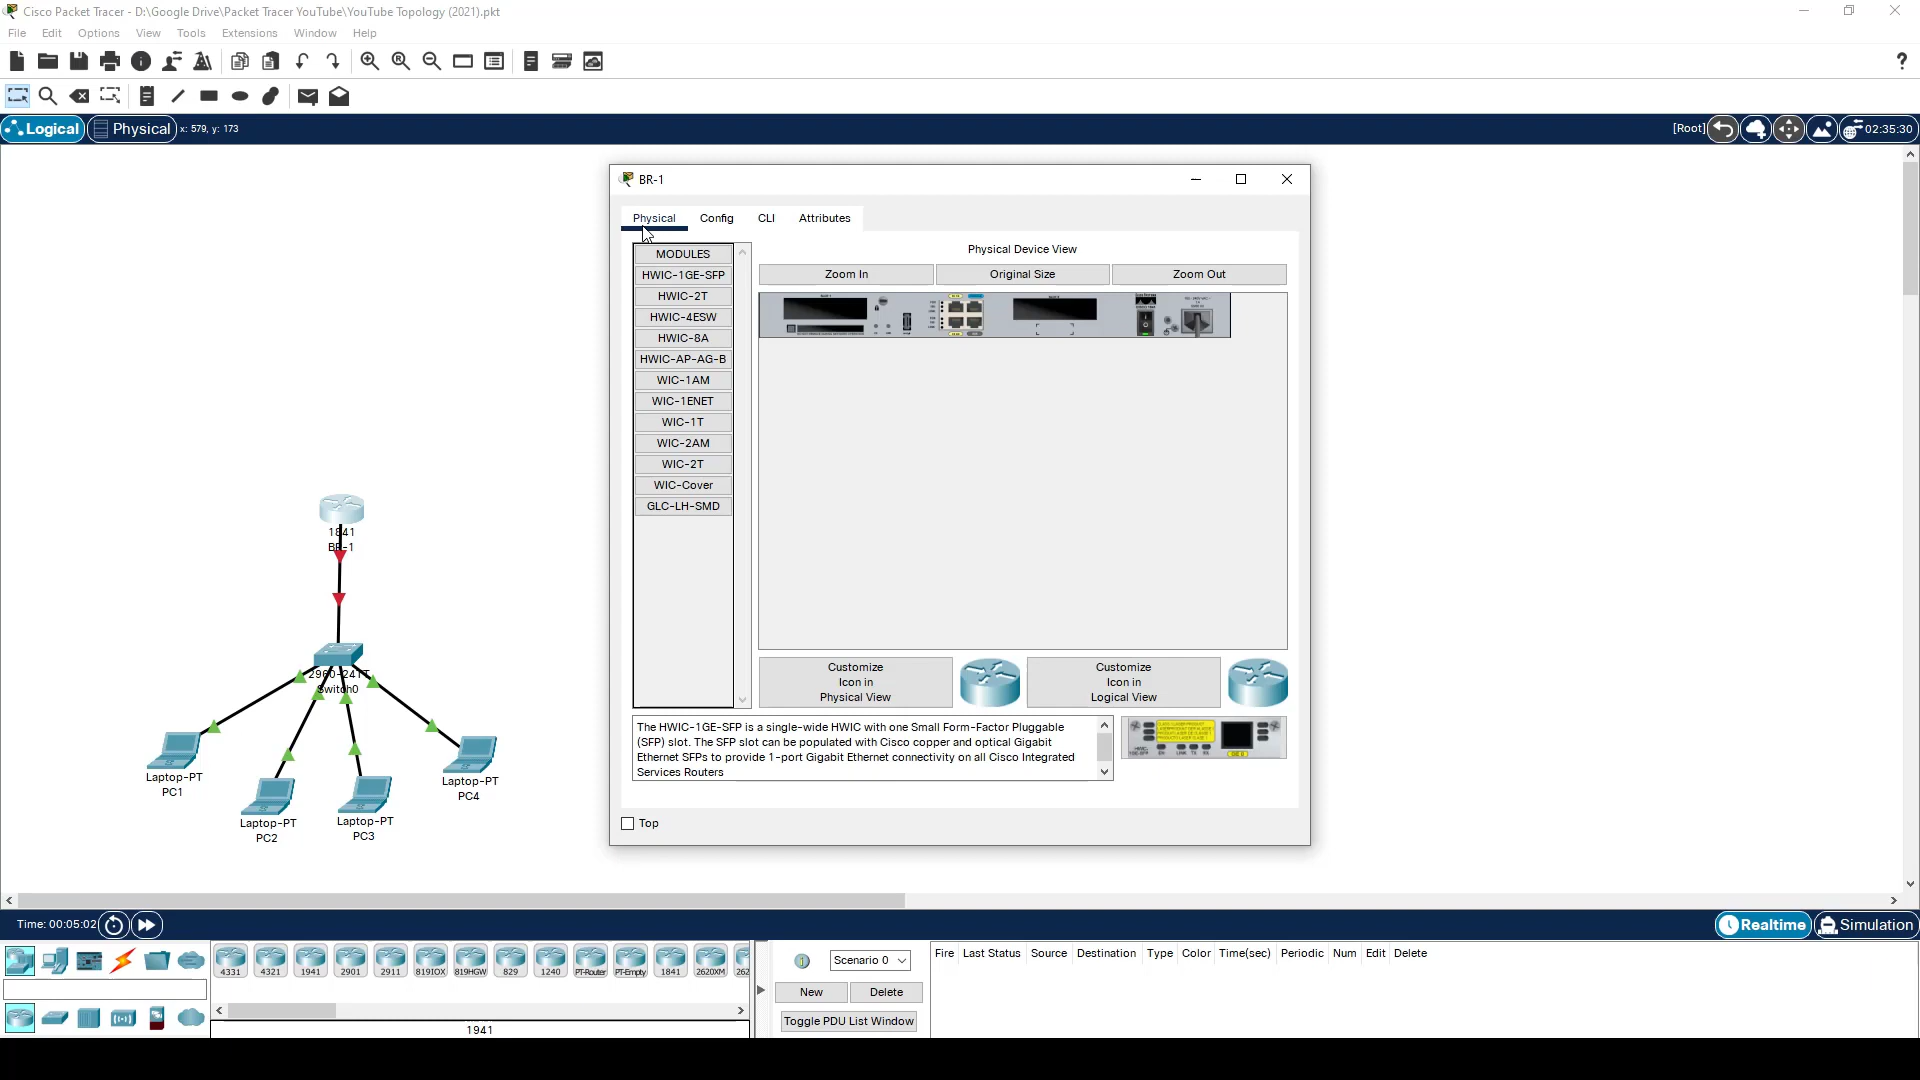 Cisco Packet Tracer - D:\Google Drive\Packet Tracer YouTube\YouTube Topology (2021).pkt
File Edit Options View Tools Extensions Window Help
?
Logical Physical x: 579, y: 173 [Root] 02:35:30
BR-1
Physical Config CLI Attributes
MODULES
HWIC-1GE-SFP
HWIC-2T
HWIC-4ESW
HWIC-8A
HWIC-AP-AG-B
WIC-1AM
WIC-1ENET
WIC-1T
WIC-2AM
WIC-2T
WIC-Cover
GLC-LH-SMD
Physical Device View
Zoom In Original Size Zoom Out
Customize
Icon in
Physical View
Customize
Icon in
Logical View
The HWIC-1GE-SFP is a single-wide HWIC with one Small Form-Factor Pluggable
(SFP) slot. The SFP slot can be populated with Cisco copper and optical Gigabit
Ethernet SFPs to provide 1-port Gigabit Ethernet connectivity on all Cisco Integrated
Services Routers
Top
1841
BR-1
2960-24TT
Switch0
Laptop-PT
PC1
Laptop-PT
PC2
Laptop-PT
PC3
Laptop-PT
PC4
Time: 00:05:02 Realtime Simulation
4331 4321 1941 2901 2911 819IOX 819HGW 829 1240 PT-Router PT-Empty 1841 2620XM 262
1941
Scenario 0
New Delete
Toggle PDU List Window
Fire Last Status Source Destination Type Color Time(sec) Periodic Num Edit Delete